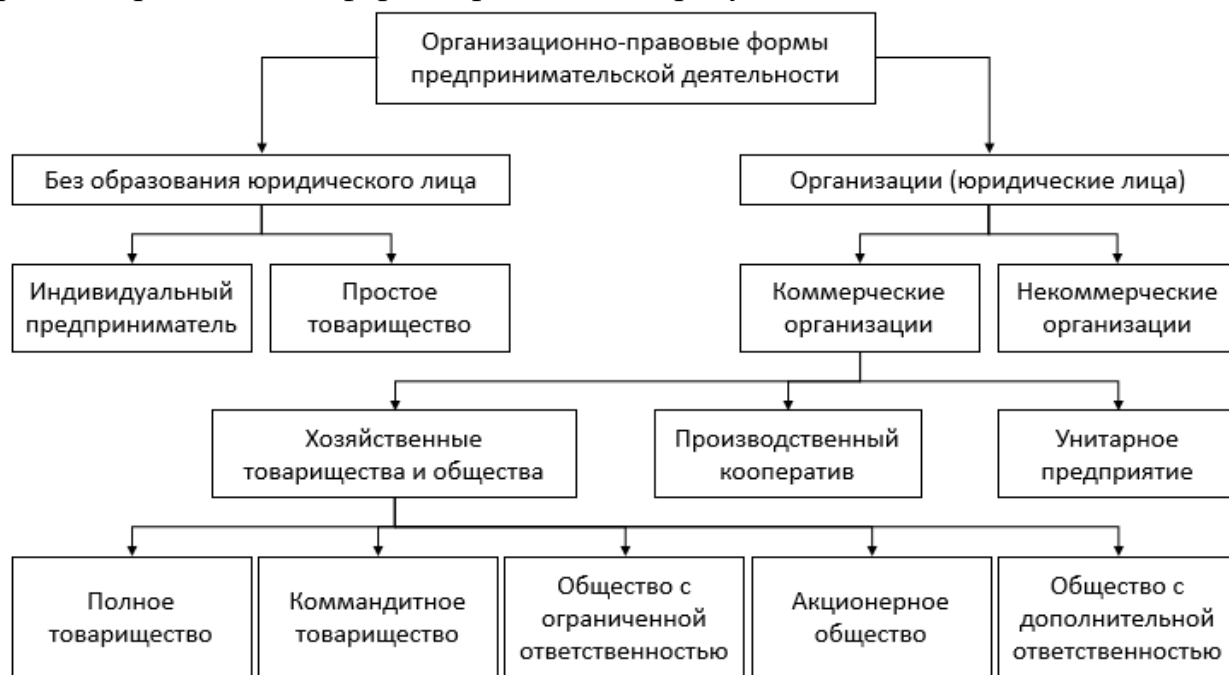 Организационно-правовые формы
предпринимательской деятельности
Без образования юридического лица
Организации (юридические лица)
Индивидуальный
предприниматель
Простое
товарищество
Коммерческие
организации
Некоммерческие
организации
Хозяйственные
товарищества и общества
Производственный
кооператив
Унитарное
предприятие
Полное
товарищество
Коммандитное
товарищество
Общество с
ограниченной
ответственностью
Акционерное
общество
Общество с
дополнительной
ответственностью